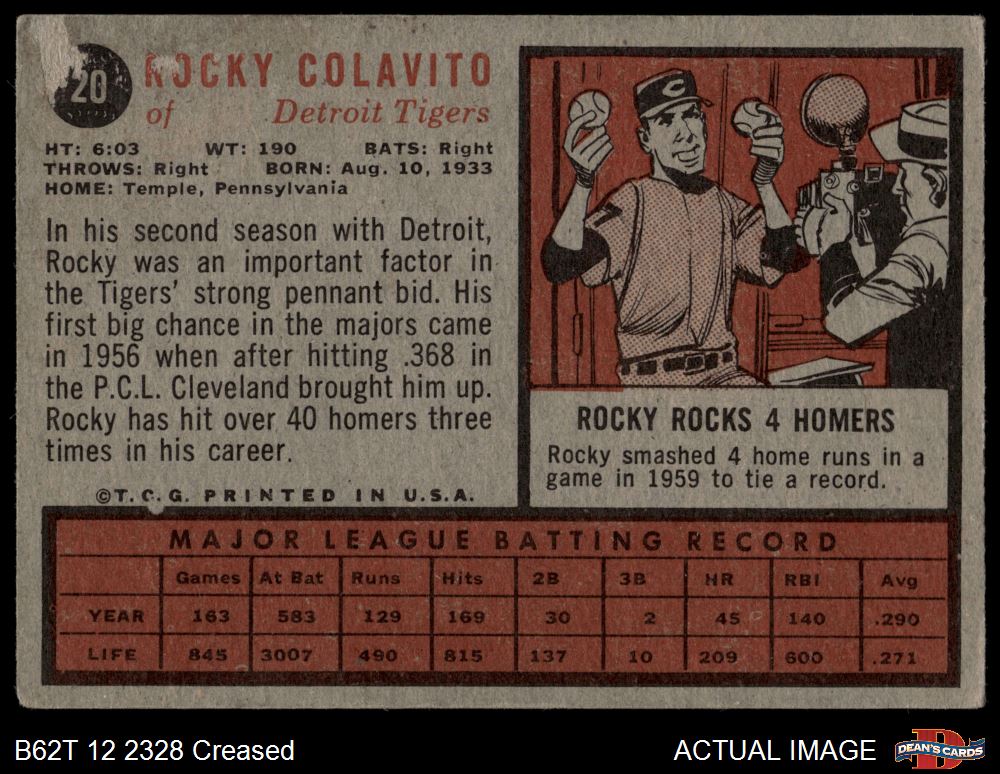 20
ROCKY COLAVITO
of Detroit Tigers
HT: 6:03 WT: 190 BATS: Right
THROWS: Right BORN: Aug. 10, 1933
HOME: Temple, Pennsylvania
In his second season with Detroit,
Rocky was an important factor in
the Tigers' strong pennant bid. His
first big chance in the majors came
in 1956 when after hitting .368 in
the P.C.L. Cleveland brought him up.
Rocky has hit over 40 homers three
times in his career.
©T.C.G. PRINTED IN U.S.A.
C
ROCKY ROCKS 4 HOMERS
Rocky smashed 4 home runs in a
game in 1959 to tie a record.
MAJOR LEAGUE BATTING RECORD
Games At Bat Runs Hits 2B 3B HR RBI Avg
YEAR 163 583 129 169 30 2 45 140 .290
LIFE 845 3007 490 815 137 10 209 600 .271
B62T 12 2328 Creased
ACTUAL IMAGE
D
DEAN'S CARDS